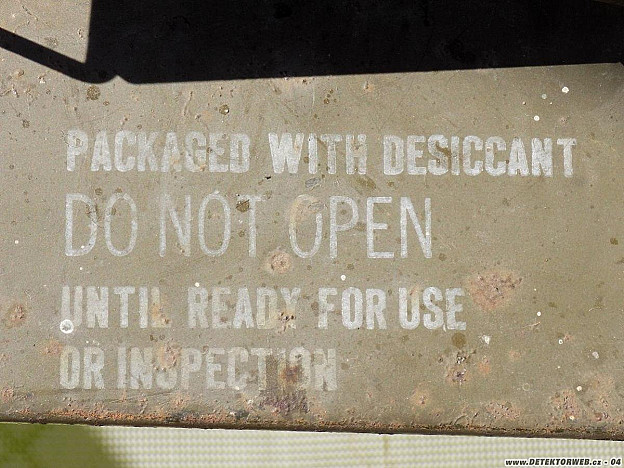 PACKAGED WITH DESICCANT
DO NOT OPEN
UNTIL READY FOR USE
OR INSPECTION
www.DETEKTORWEB.cz - 04